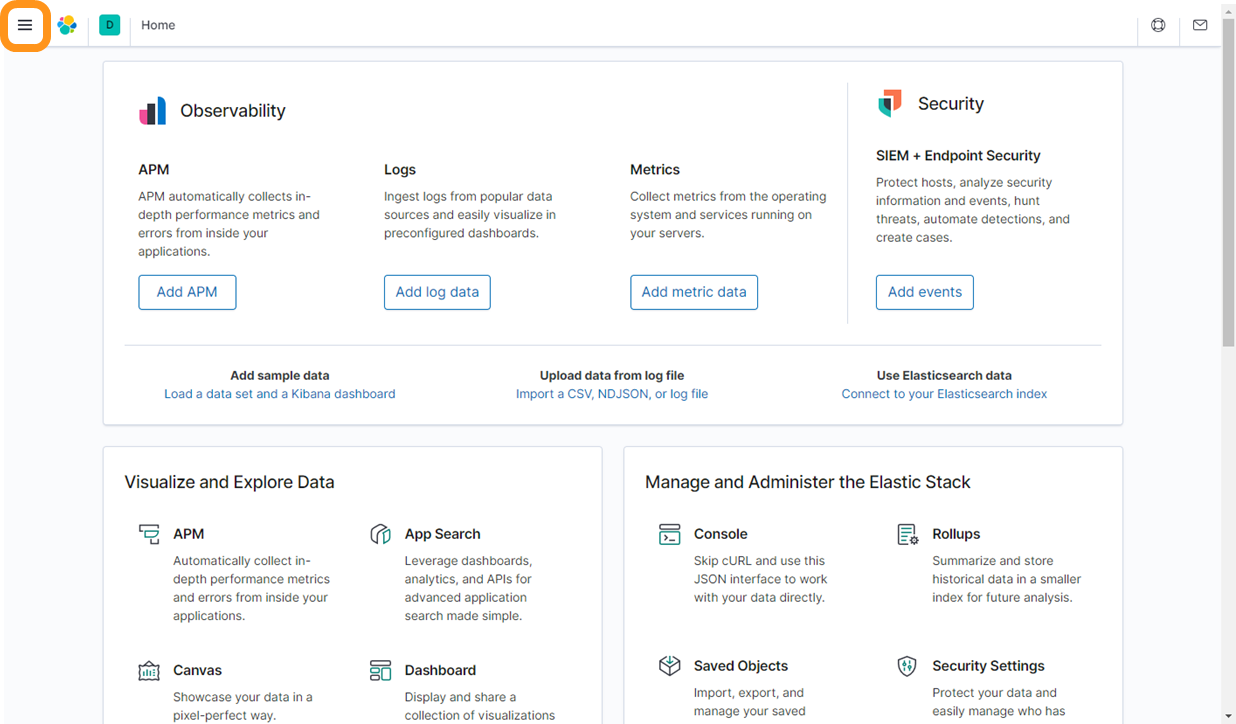 D
Home
Observability
APM
APM automatically collects in-
depth performance metrics and
errors from inside your
applications.
Add APM
Logs
Ingest logs from popular data
sources and easily visualize in
preconfigured dashboards.
Add log data
Metrics
Collect metrics from the operating
system and services running on
your servers.
Add metric data
Security
SIEM + Endpoint Security
Protect hosts, analyze security
information and events, hunt
threats, automate detections, and
create cases.
Add events
Add sample data
Load a data set and a Kibana dashboard
Upload data from log file
Import a CSV, NDJSON, or log file
Use Elasticsearch data
Connect to your Elasticsearch index
Visualize and Explore Data
APM
Automatically collect in-
depth performance metrics
and errors from inside your
applications.
App Search
Leverage dashboards,
analytics, and APIs for
advanced application
search made simple.
Canvas
Showcase your data in a
pixel-perfect way.
Dashboard
Display and share a
collection of visualizations
Manage and Administer the Elastic Stack
Console
Skip cURL and use this
JSON interface to work
with your data directly.
Rollups
Summarize and store
historical data in a smaller
index for future analysis.
Saved Objects
Import, export, and
manage your saved
Security Settings
Protect your data and
easily manage who has